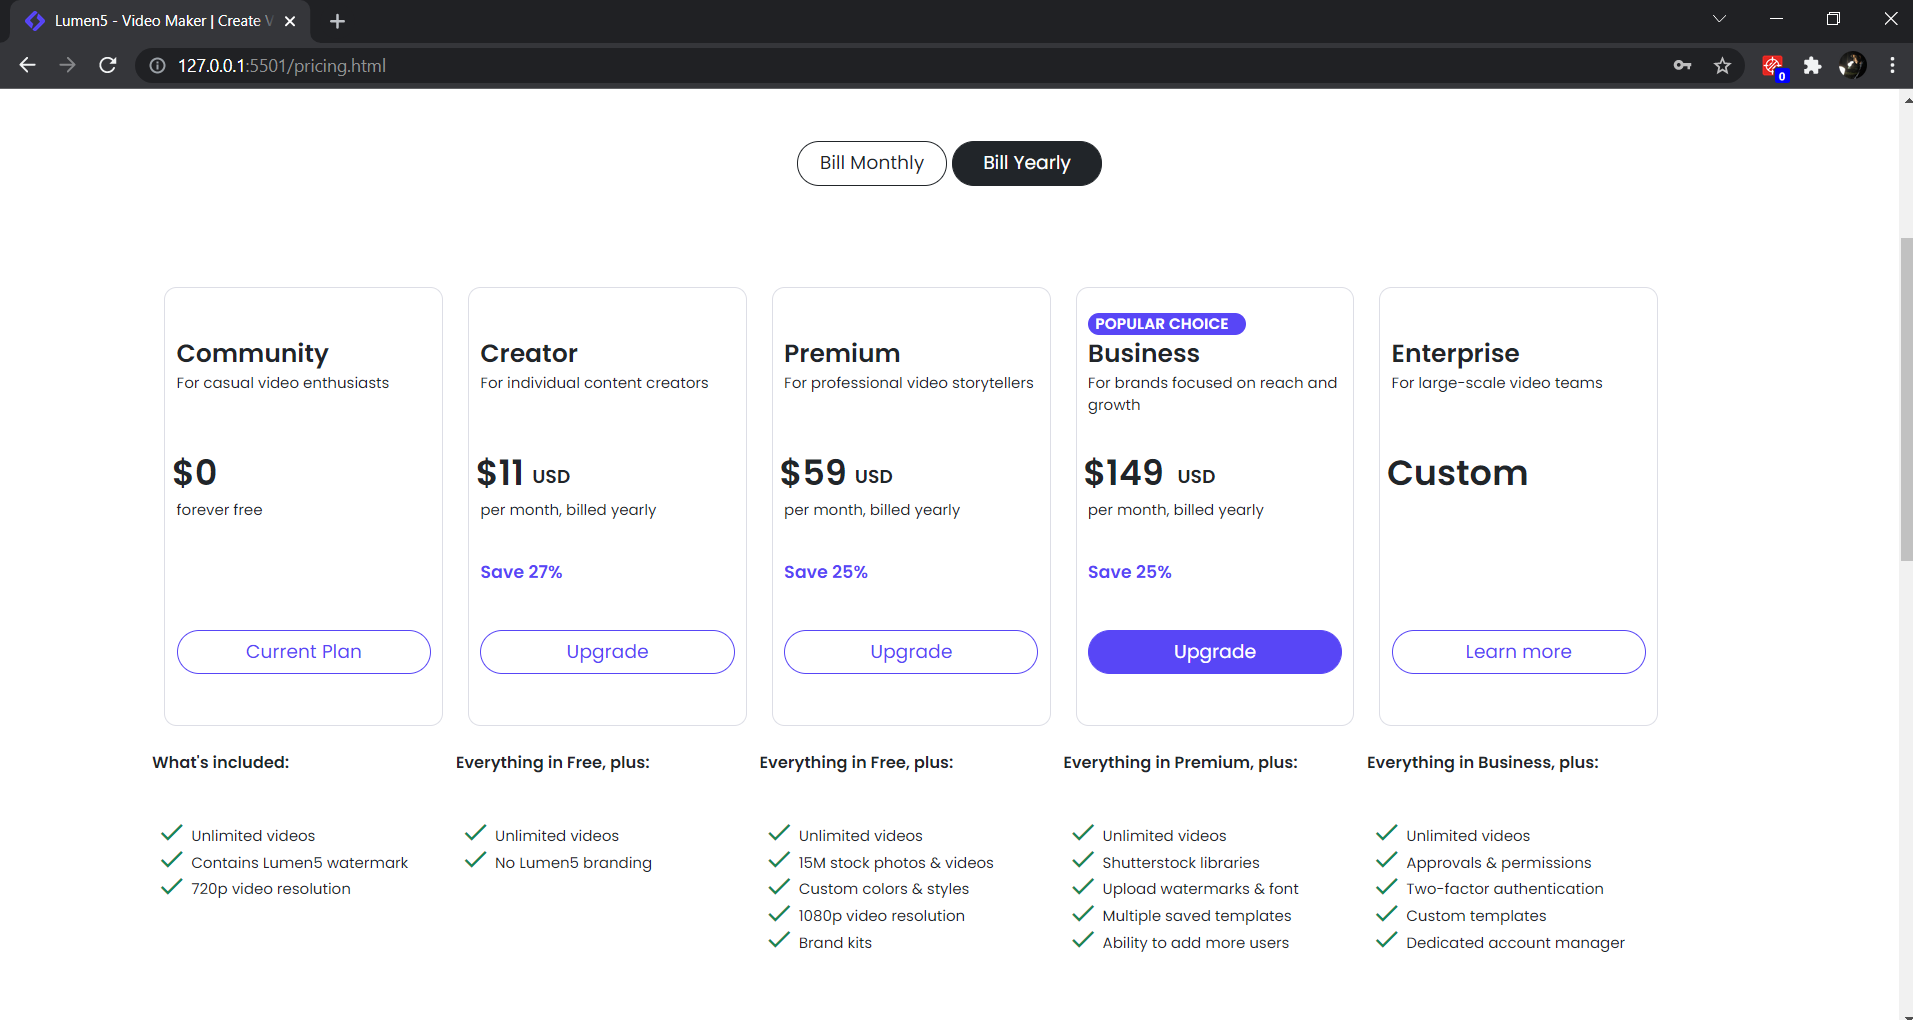 Lumen5 - Video Maker | Create V
127.0.0.1:5501/pricing.html
0
Bill Monthly
Bill Yearly
Community
For casual video enthusiasts
$0
forever free
Current Plan
Creator
For individual content creators
$11 USD
per month, billed yearly
Save 27%
Upgrade
Premium
For professional video storytellers
$59 USD
per month, billed yearly
Save 25%
Upgrade
POPULAR CHOICE
Business
For brands focused on reach and
growth
$149 USD
per month, billed yearly
Save 25%
Upgrade
Enterprise
For large-scale video teams
Custom
Learn more
What's included:
Unlimited videos
Contains Lumen5 watermark
720p video resolution
Everything in Free, plus:
Unlimited videos
No Lumen5 branding
Everything in Free, plus:
Unlimited videos
15M stock photos & videos
Custom colors & styles
1080p video resolution
Brand kits
Everything in Premium, plus:
Unlimited videos
Shutterstock libraries
Upload watermarks & font
Multiple saved templates
Ability to add more users
Everything in Business, plus:
Unlimited videos
Approvals & permissions
Two-factor authentication
Custom templates
Dedicated account manager